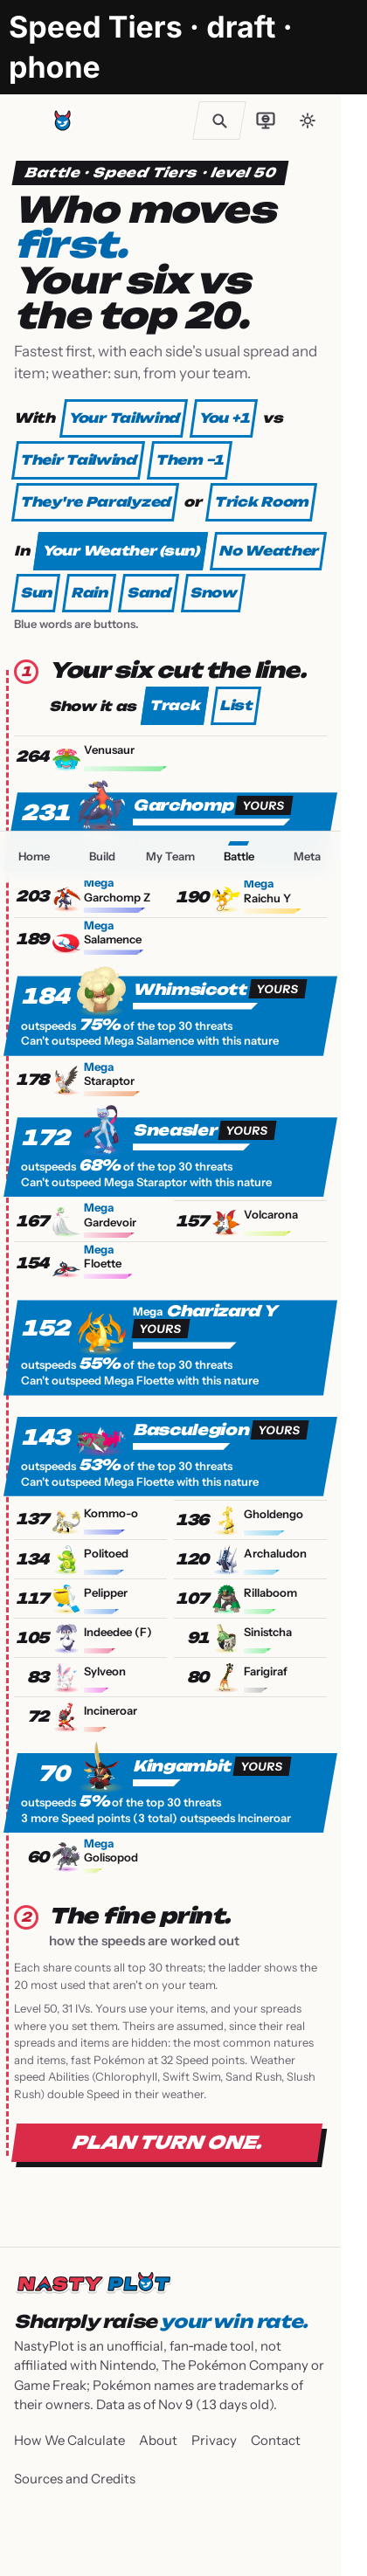 Speed Tiers · draft ·
phone
Battle · Speed Tiers · level 50
Who moves
first.
Your six vs
the top 20.
Fastest first, with each side's usual spread and
item; weather: sun, from your team.
With Your Tailwind You +1 vs
Their Tailwind Them −1
They're Paralyzed or Trick Room
In Your Weather (sun) No Weather
Sun Rain Sand Snow
Blue words are buttons.
1 Your six cut the line.
Show it as Track List
264 Venusaur
231 Garchomp YOURS
Home Build My Team Battle Meta
203 Mega Garchomp Z
190 Mega Raichu Y
189 Mega Salamence
184 Whimsicott YOURS
outspeeds 75% of the top 30 threats
Can't outspeed Mega Salamence with this nature
178 Mega Staraptor
172 Sneasler YOURS
outspeeds 68% of the top 30 threats
Can't outspeed Mega Staraptor with this nature
167 Mega Gardevoir
157 Volcarona
154 Mega Floette
152 Mega Charizard Y
YOURS
outspeeds 55% of the top 30 threats
Can't outspeed Mega Floette with this nature
143 Basculegion YOURS
outspeeds 53% of the top 30 threats
Can't outspeed Mega Floette with this nature
137 Kommo-o
136 Gholdengo
134 Politoed
120 Archaludon
117 Pelipper
107 Rillaboom
105 Indeedee (F)
91 Sinistcha
83 Sylveon
80 Farigiraf
72 Incineroar
70 Kingambit YOURS
outspeeds 5% of the top 30 threats
3 more Speed points (3 total) outspeeds Incineroar
60 Mega Golisopod
2 The fine print.
how the speeds are worked out
Each share counts all top 30 threats; the ladder shows the
20 most used that aren't on your team.
Level 50, 31 IVs. Yours use your items, and your spreads
where you set them. Theirs are assumed, since their real
spreads and items are hidden: the most common natures
and items, fast Pokémon at 32 Speed points. Weather
speed Abilities (Chlorophyll, Swift Swim, Sand Rush, Slush
Rush) double Speed in their weather.
PLAN TURN ONE.
NASTY PLOT
Sharply raise your win rate.
NastyPlot is an unofficial, fan-made tool, not
affiliated with Nintendo, The Pokémon Company or
Game Freak; Pokémon names are trademarks of
their owners. Data as of Nov 9 (13 days old).
How We Calculate About Privacy Contact
Sources and Credits